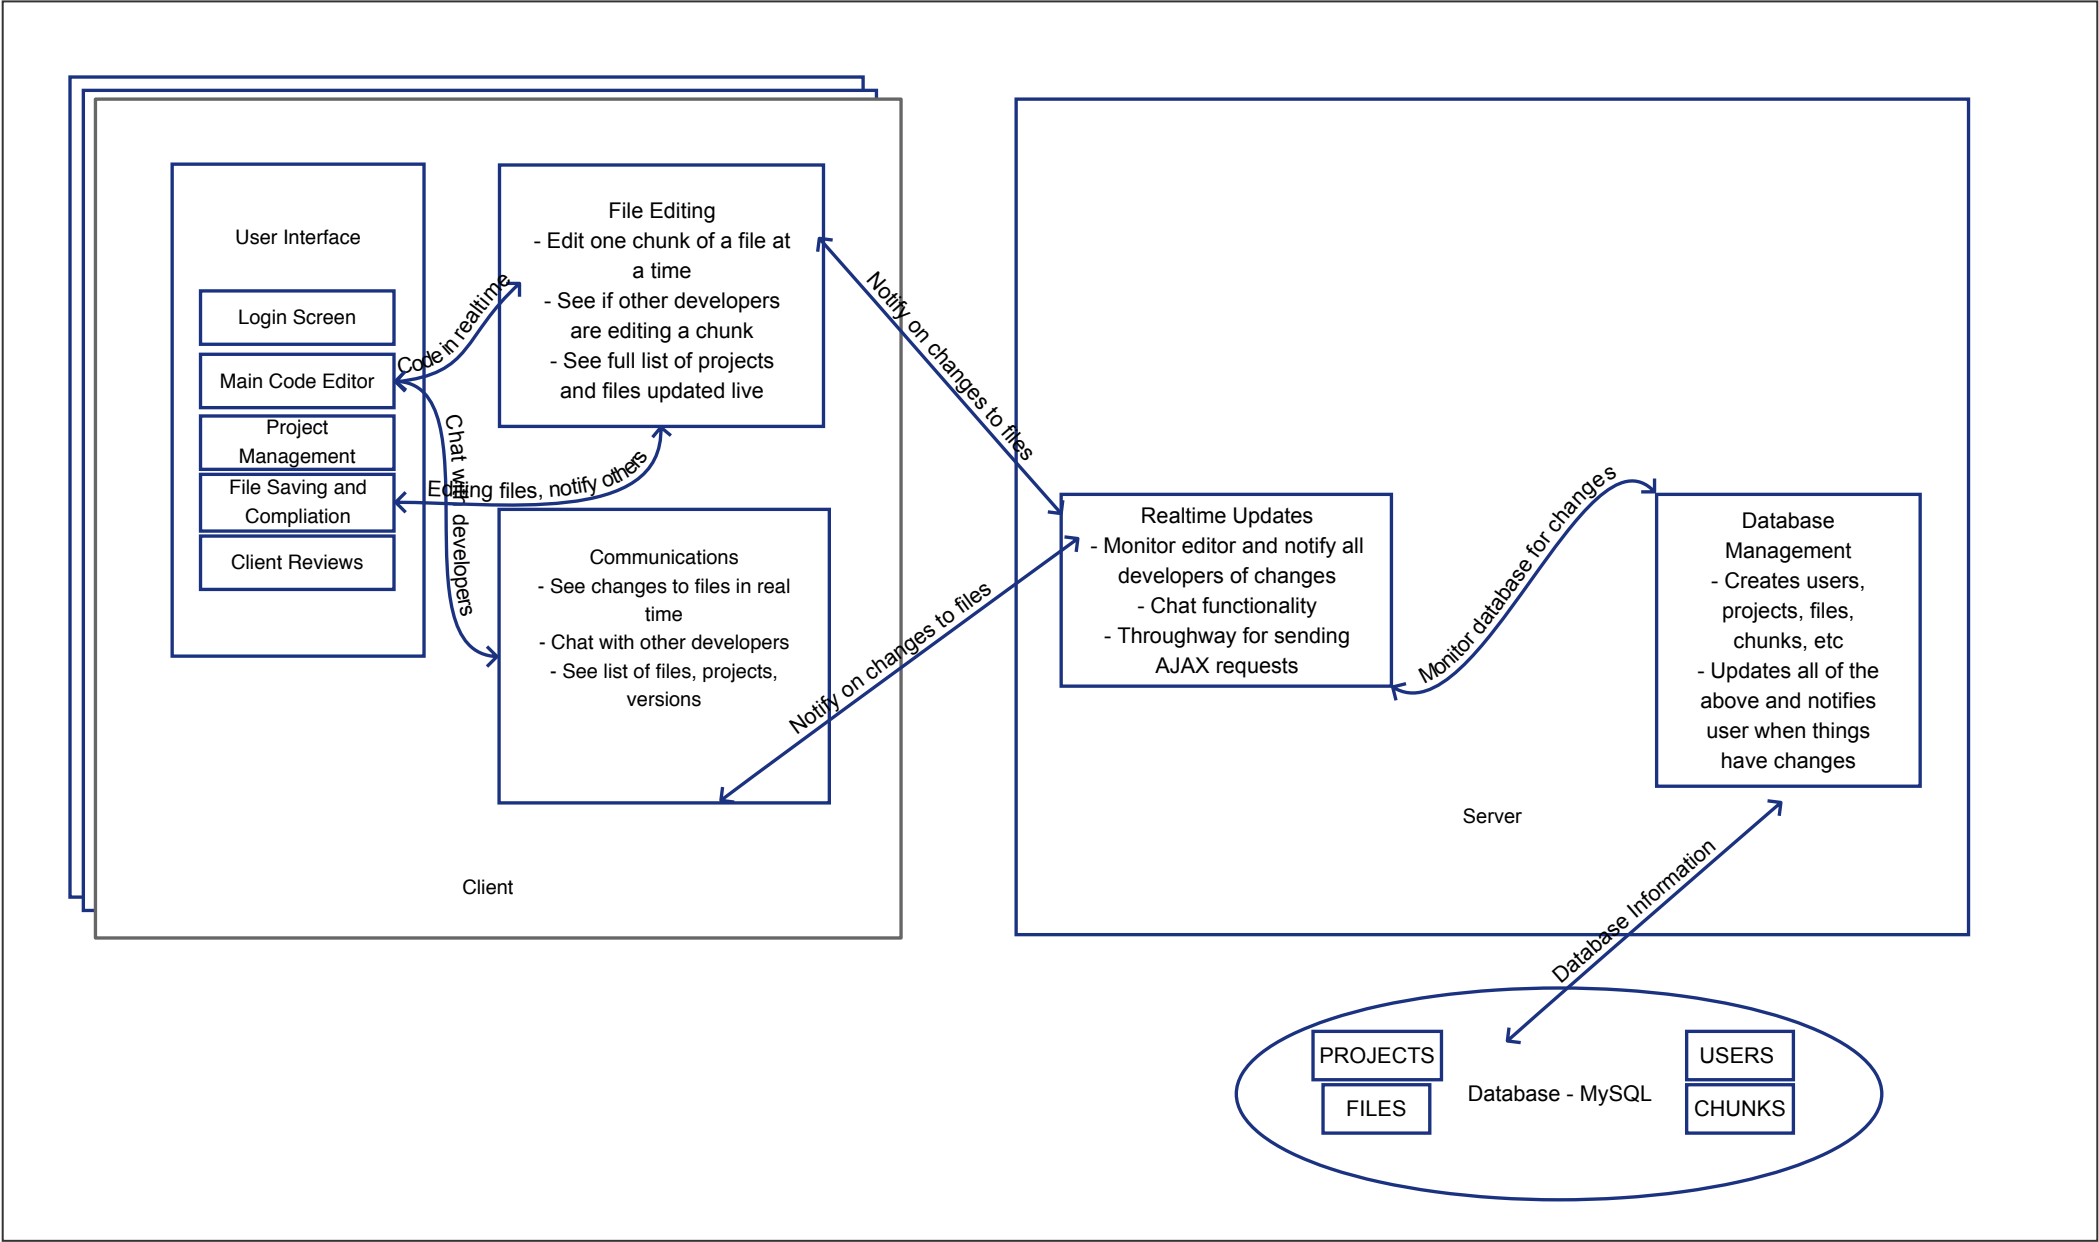 User Interface
Login Screen
Main Code Editor
Project
Management
File Saving and
Compliation
Client Reviews
Code in realtime
Chat with developers
Editing files, notify others
File Editing
- Edit one chunk of a file at
a time
- See if other developers
are editing a chunk
- See full list of projects
and files updated live
Communications
- See changes to files in real
time
- Chat with other developers
- See list of files, projects,
versions
Client
Notify on changes to files
Notify on changes to files
Realtime Updates
- Monitor editor and notify all
developers of changes
- Chat functionality
- Throughway for sending
AJAX requests
Monitor database for changes
Database
Management
- Creates users,
projects, files,
chunks, etc
- Updates all of the
above and notifies
user when things
have changes
Server
Database Information
PROJECTS
FILES
Database - MySQL
USERS
CHUNKS